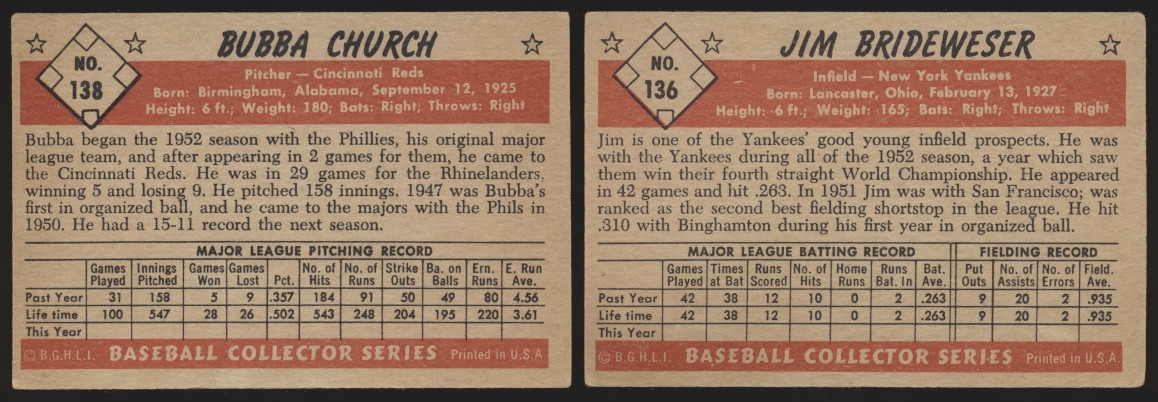 BUBBA CHURCH
NO.
138
Pitcher — Cincinnati Reds
Born: Birmingham, Alabama, September 12, 1925
Height: 6 ft.; Weight: 180; Bats: Right; Throws: Right
Bubba began the 1952 season with the Phillies, his original major
league team, and after appearing in 2 games for them, he came to
the Cincinnati Reds. He was in 29 games for the Rhinelanders,
winning 5 and losing 9. He pitched 158 innings. 1947 was Bubba's
first in organized ball, and he came to the majors with the Phils in
1950. He had a 15-11 record the next season.
MAJOR LEAGUE PITCHING RECORD
Games Played Innings Pitched Games Won Games Lost Pct. No. of Hits No. of Runs Strike Outs Ba. on Balls Ern. Runs E. Run Ave.
Past Year 31 158 5 9 .357 184 91 50 49 80 4.56
Life time 100 547 28 26 .502 543 248 204 195 220 3.61
This Year
© B.G.H.L.I. BASEBALL COLLECTOR SERIES Printed in U.S.A
JIM BRIDEWESER
NO.
136
Infield — New York Yankees
Born: Lancaster, Ohio, February 13, 1927
Height: 6 ft.; Weight: 165; Bats: Right; Throws: Right
Jim is one of the Yankees' good young infield prospects. He was
with the Yankees during all of the 1952 season, a year which saw
them win their fourth straight World Championship. He appeared
in 42 games and hit .263. In 1951 Jim was with San Francisco; was
ranked as the second best fielding shortstop in the league. He hit
.310 with Binghamton during his first year in organized ball.
MAJOR LEAGUE BATTING RECORD FIELDING RECORD
Games Played Times at Bat Runs Scored No. of Hits Home Runs Runs Bat. In Bat. Ave. Put Outs No. of Assists No. of Errors Field. Ave.
Past Year 42 38 12 10 0 2 .263 9 20 2 .935
Life time 42 38 12 10 0 2 .263 9 20 2 .935
This Year
© B.G.H.L.I. BASEBALL COLLECTOR SERIES Printed in U.S.A.